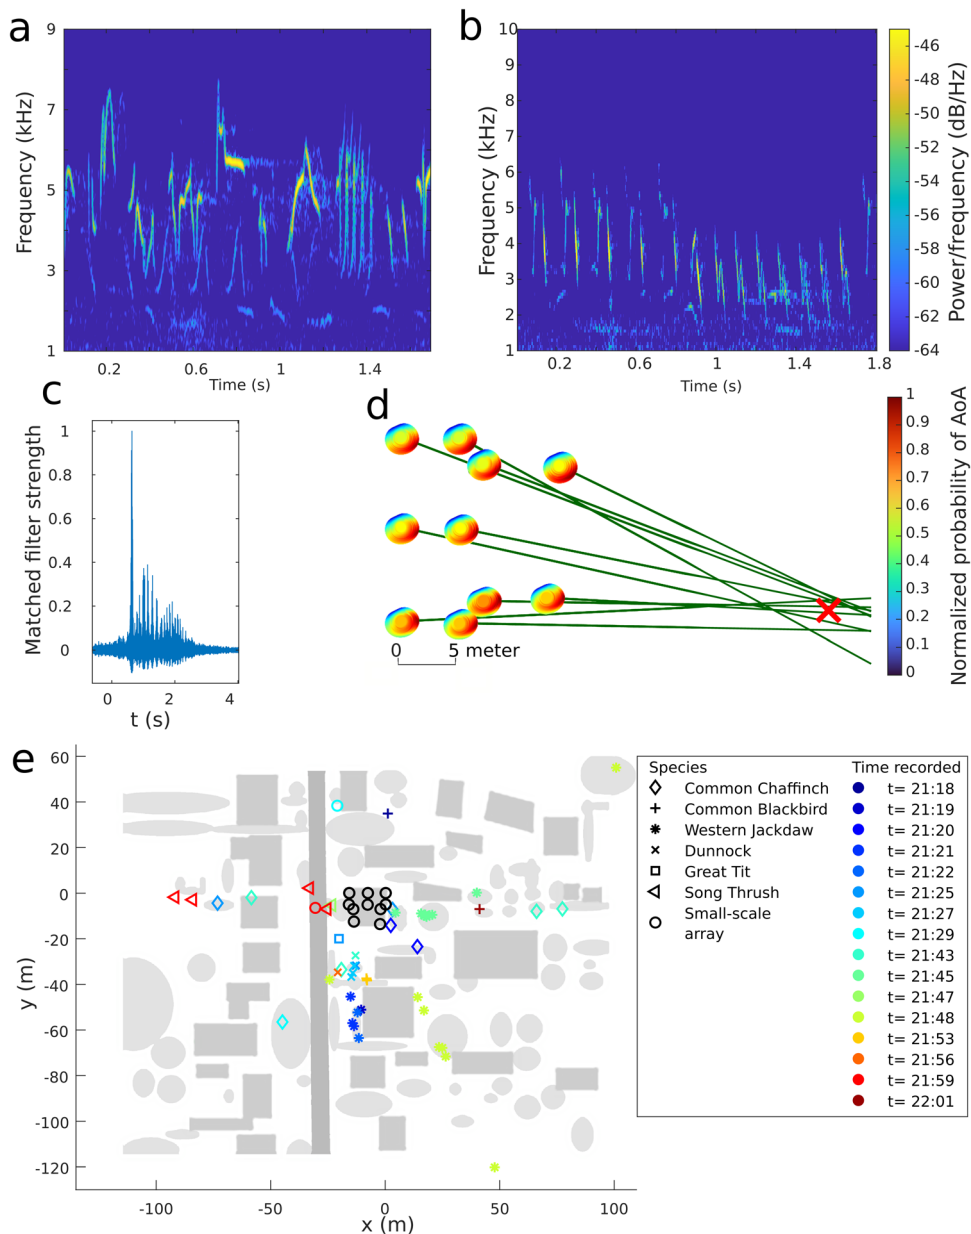 a
9
7
5
3
1
Frequency (kHz)
0.2
0.6
1
1.4
Time (s)
b
10
9
8
7
6
5
4
3
2
1
Frequency (kHz)
0.2
0.6
1
1.4
1.8
Time (s)
-46
-48
-50
-52
-54
-56
-58
-60
-62
-64
Power/frequency (dB/Hz)
c
1
0.8
0.6
0.4
0.2
0
Matched filter strength
0
2
4
t (s)
d
0
5 meter
1
0.9
0.8
0.7
0.6
0.5
0.4
0.3
0.2
0.1
0
Normalized probability of AoA
e
60
40
20
0
-20
-40
-60
-80
-100
-120
y (m)
-100
-50
0
50
100
x (m)
Species
Common Chaffinch
Common Blackbird
Western Jackdaw
Dunnock
Great Tit
Song Thrush
Small-scale
array
Time recorded
t= 21:18
t= 21:19
t= 21:20
t= 21:21
t= 21:22
t= 21:25
t= 21:27
t= 21:29
t= 21:43
t= 21:45
t= 21:47
t= 21:48
t= 21:53
t= 21:56
t= 21:59
t= 22:01